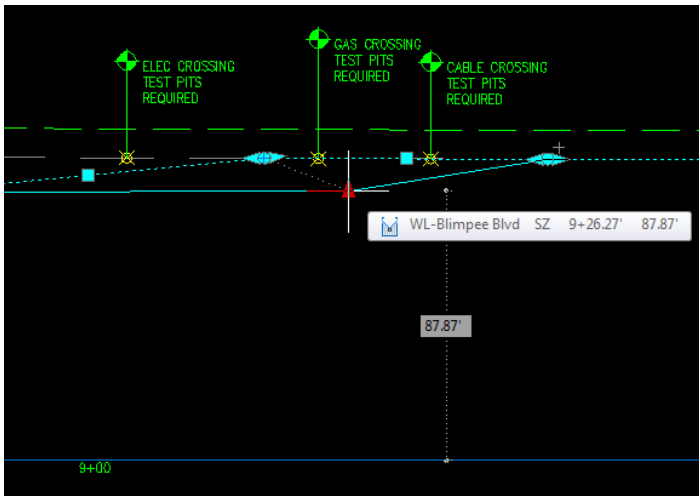 ELEC CROSSING
TEST PITS
REQUIRED
GAS CROSSING
TEST PITS
REQUIRED
CABLE CROSSING
TEST PITS
REQUIRED
WL-Blimpee Blvd SZ 9+26.27' 87.87'
87.87'
9+00